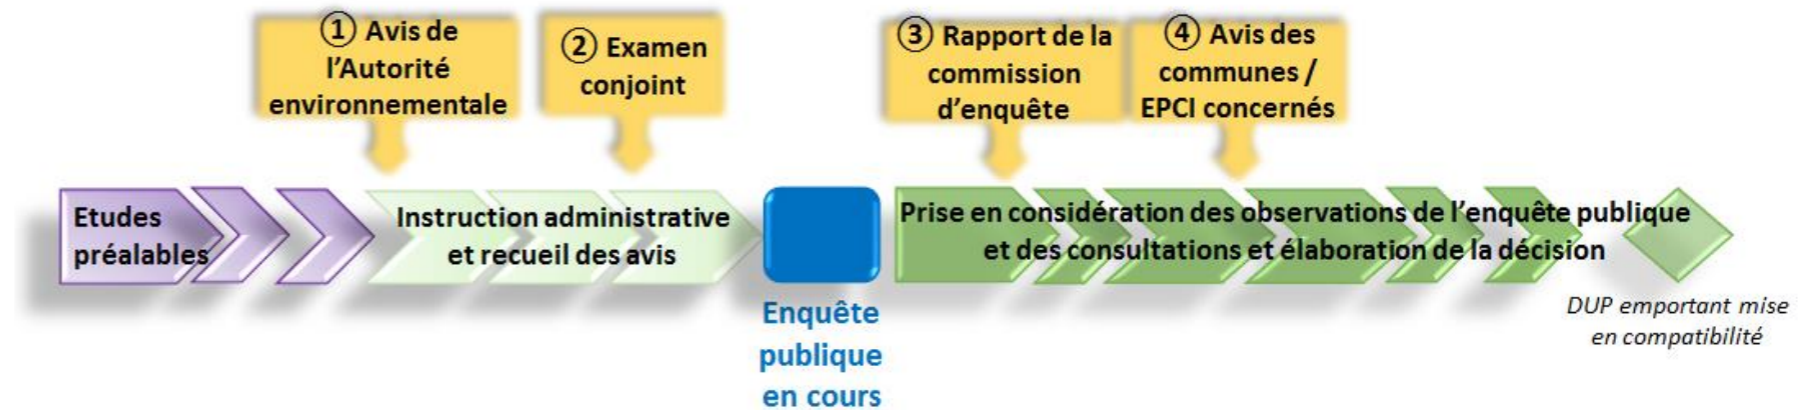 ① Avis de
l'Autorité
environnementale
② Examen
conjoint
③ Rapport de la
commission
d'enquête
④ Avis des
communes /
EPCI concernés
Etudes
préalables
Instruction administrative
et recueil des avis
Prise en considération des observations de l'enquête publique
et des consultations et élaboration de la décision
Enquête
publique
en cours
DUP emportant mise
en compatibilité